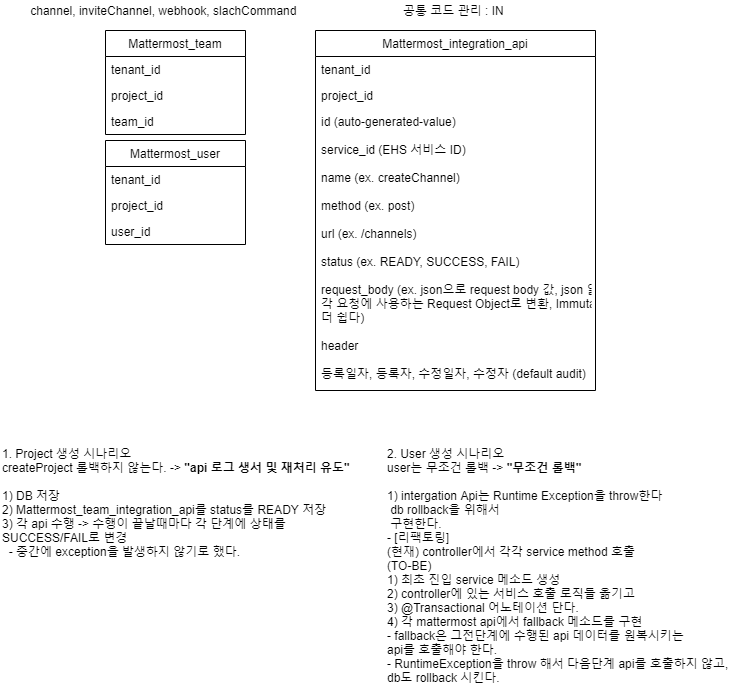 channel, inviteChannel, webhook, slachCommand
공통 코드 관리 : IN
Mattermost_team
tenant_id
project_id
team_id
Mattermost_user
tenant_id
project_id
user_id
Mattermost_integration_api
tenant_id
project_id
id (auto-generated-value)
service_id (EHS 서비스 ID)
name (ex. createChannel)
method (ex. post)
url (ex. /channels)
status (ex. READY, SUCCESS, FAIL)
request_body (ex. json으로 request body 값, json
각 요청에 사용하는 Request Object로 변환,
더 쉽다)
header
등록일자, 등록자, 수정일자, 수정자 (default audit)
1. Project 생성 시나리오
createProject 롤백하지 않는다. -> "api 로그 생서 및 재처리 유도"
1) DB 저장
2) Mattermost_team_integration_api를 status를 READY 저장
3) 각 api 수행 -> 수행이 끝날때마다 각 단계에 상태를
SUCCESS/FAIL로 변경
- 중간에 exception을 발생하지 않기로 했다.
2. User 생성 시나리오
user는 무조건 롤백 -> "무조건 롤백"
1) intergation Api는 Runtime Exception을 throw한다
db rollback을 위해서
구현한다.
- [리팩토링]
(현재) controller에서 각각 service method 호출
(TO-BE)
1) 최초 진입 service 메소드 생성
2) controller에 있는 서비스 호출 로직들 옮기고
3) @Transactional 어노테이션 단다.
4) 각 mattermost api에서 fallback 메소드를 구현
- fallback은 그전단계에 수행된 api 데이터를 원복시키는
api를 호출해야 한다.
- RuntimeException을 throw 해서 다음단계 api를 호출하지 않고,
db도 rollback 시킨다.